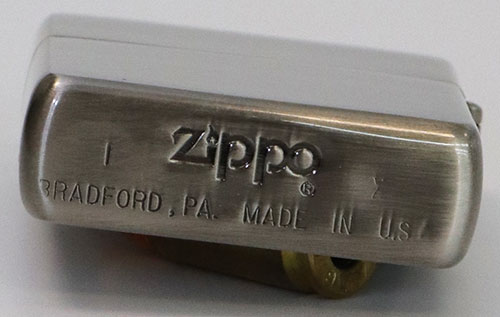 I Zippo ® Y
BRADFORD, PA. MADE IN U.S